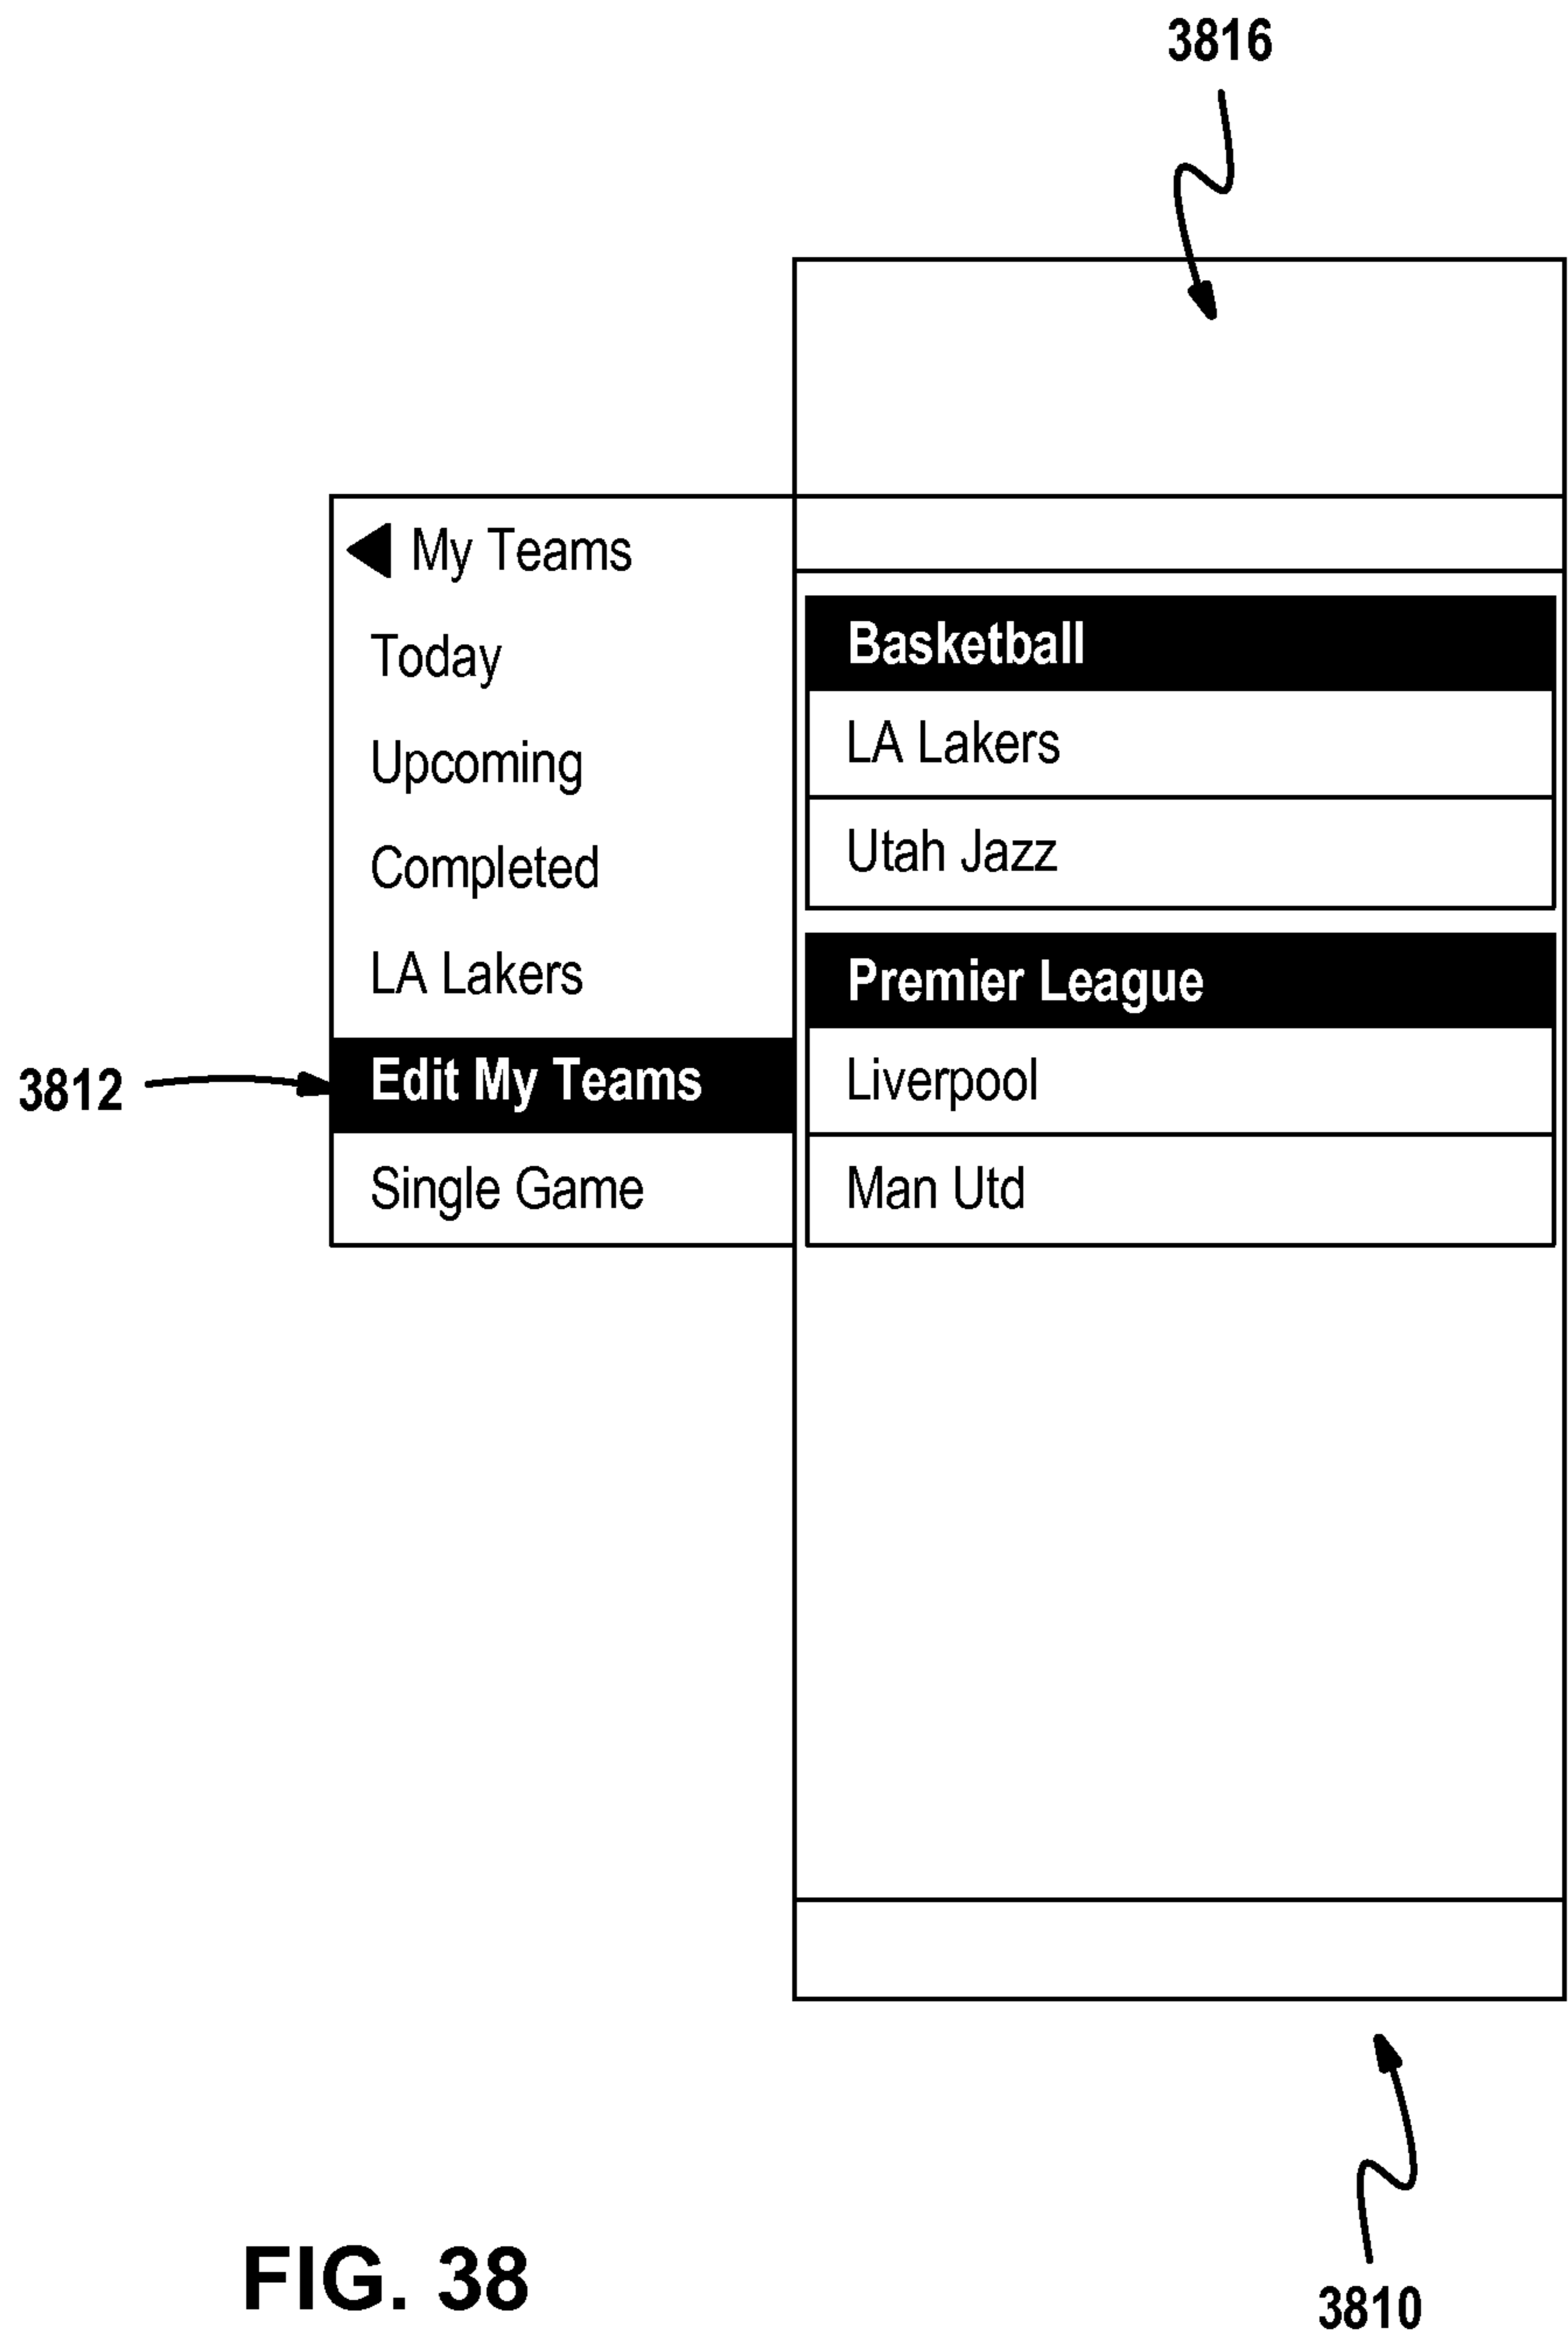 3816
My Teams
Today
Upcoming
Completed
LA Lakers
Edit My Teams
Single Game
Basketball
LA Lakers
Utah Jazz
Premier League
Liverpool
Man Utd
3812
FIG. 38
3810